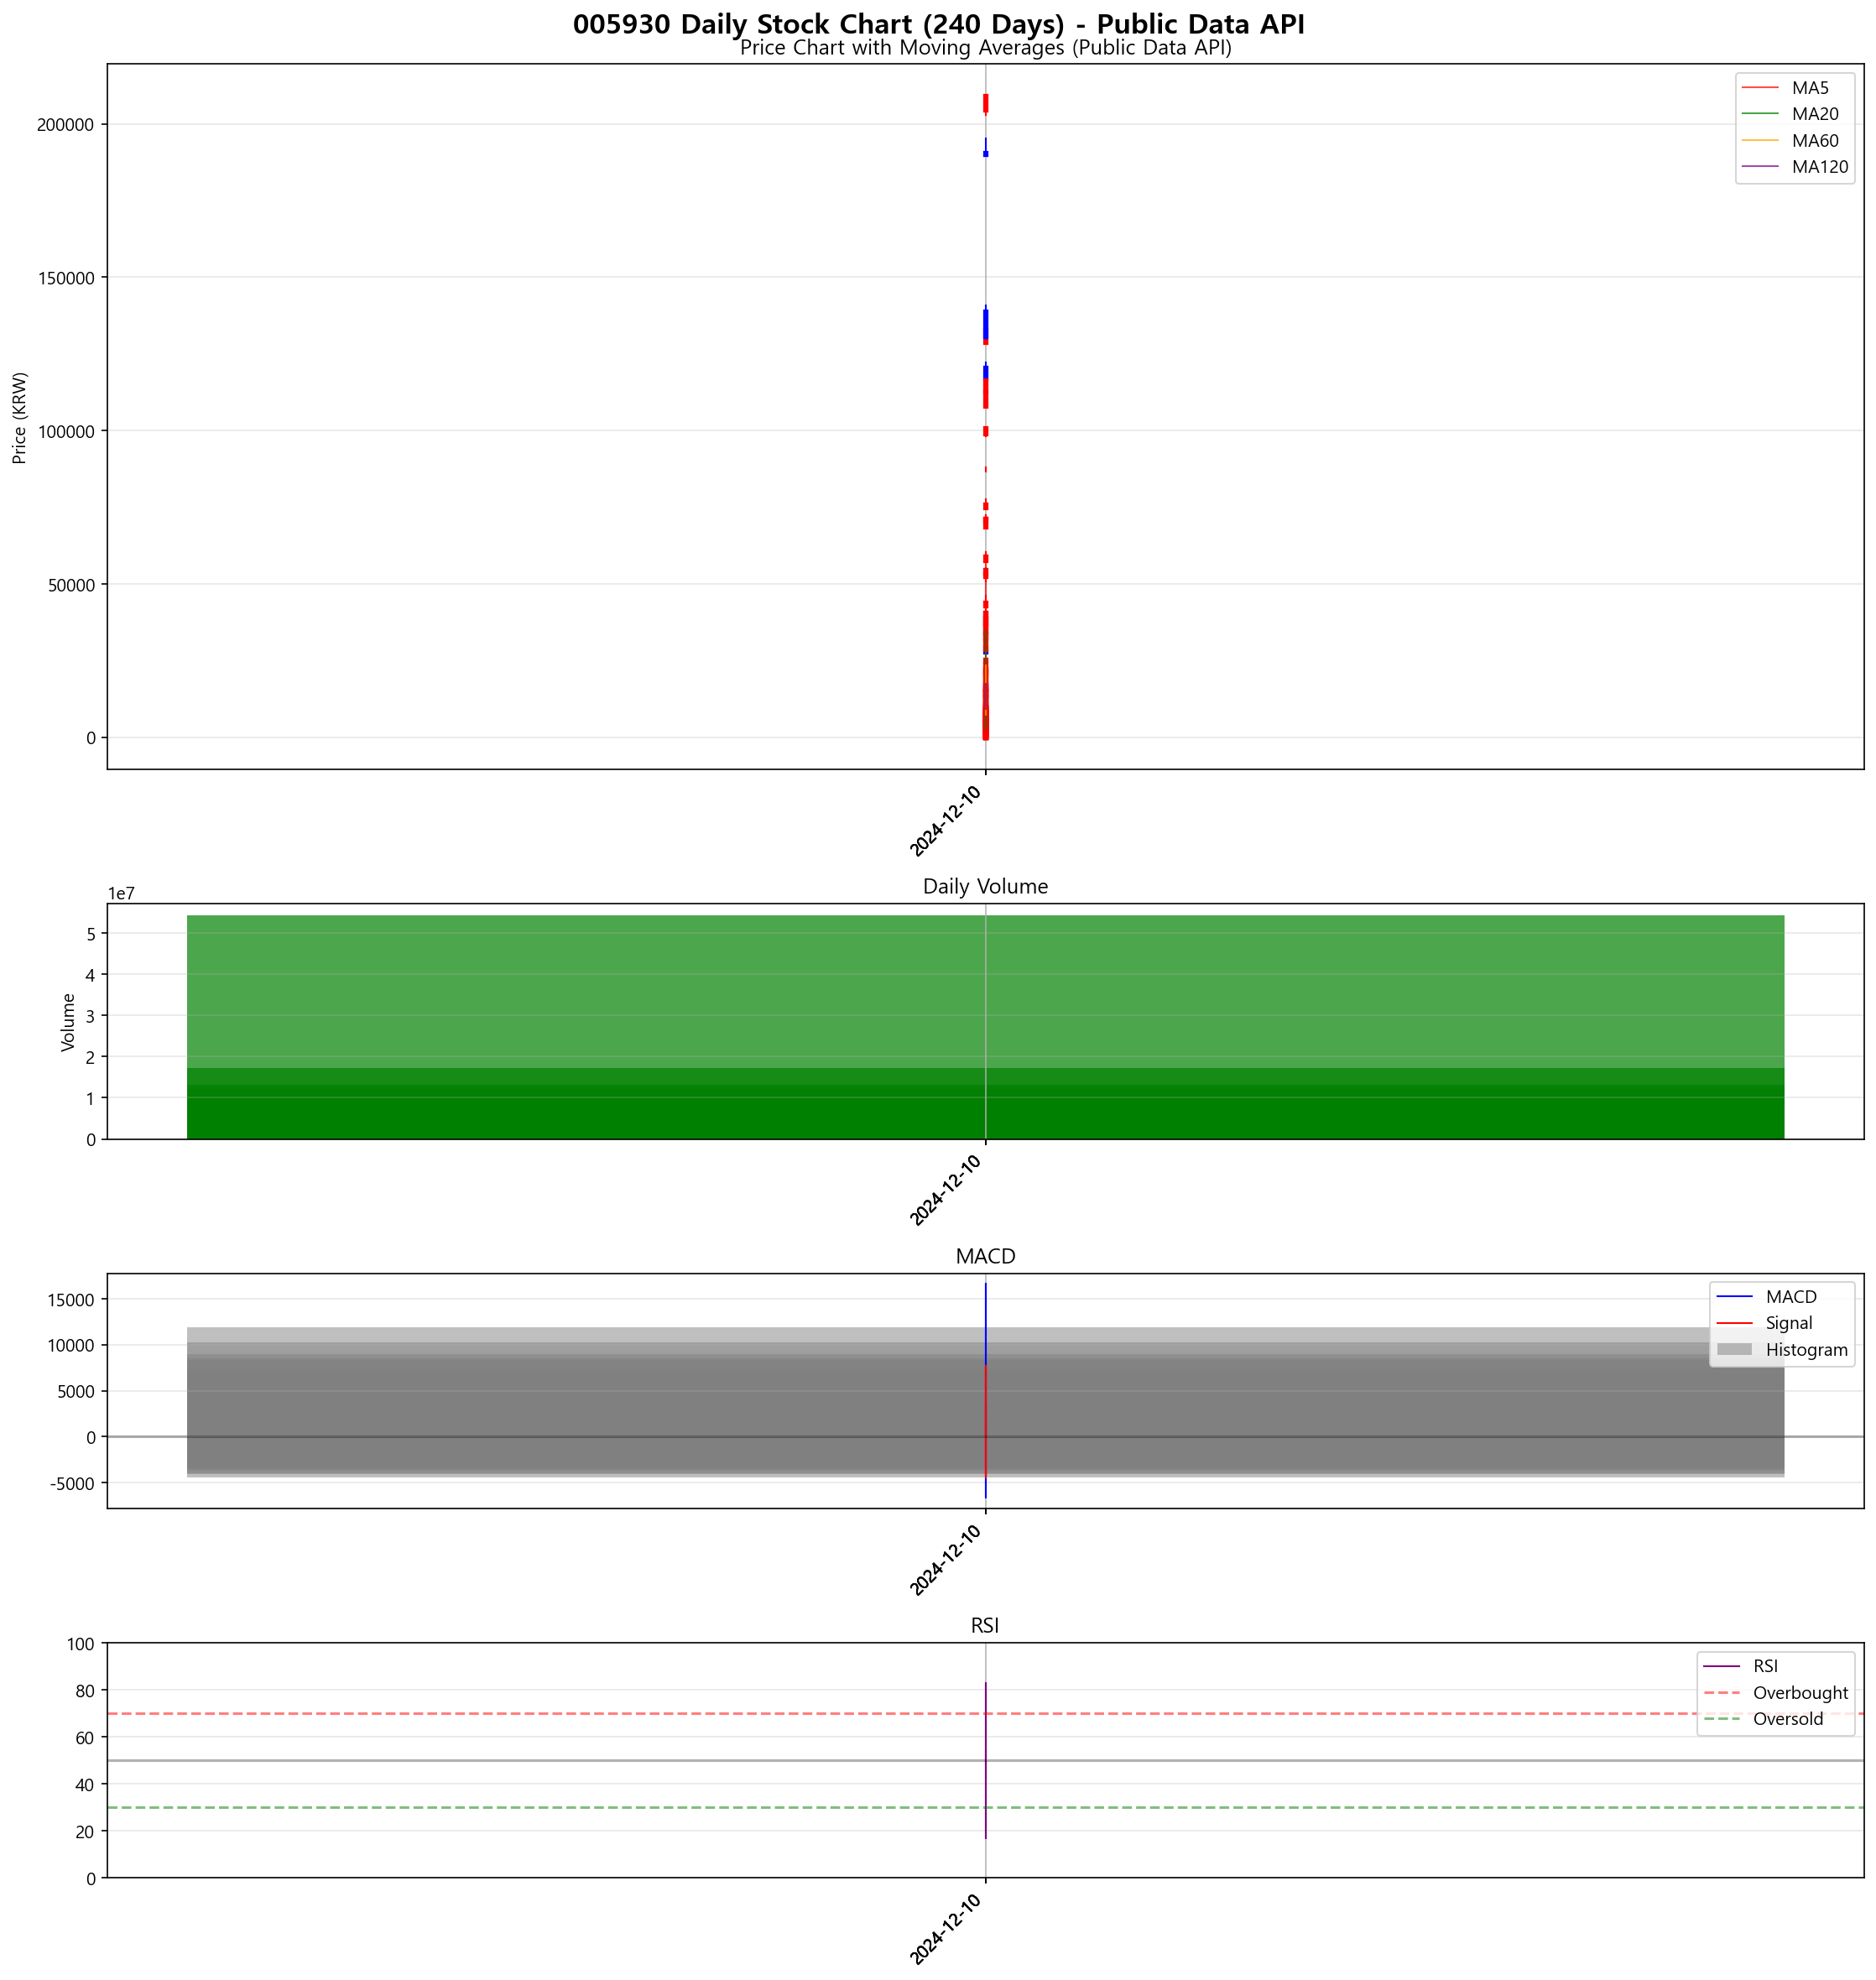 005930 Daily Stock Chart (240 Days) - Public Data API
Price Chart with Moving Averages (Public Data API)
MA5
MA20
MA60
MA120
Price (KRW)
200000
150000
100000
50000
0
2024-12-10
Daily Volume
1e7
Volume
5
4
3
2
1
0
2024-12-10
MACD
MACD
Signal
Histogram
15000
10000
5000
0
-5000
2024-12-10
RSI
RSI
Overbought
Oversold
100
80
60
40
20
0
2024-12-10